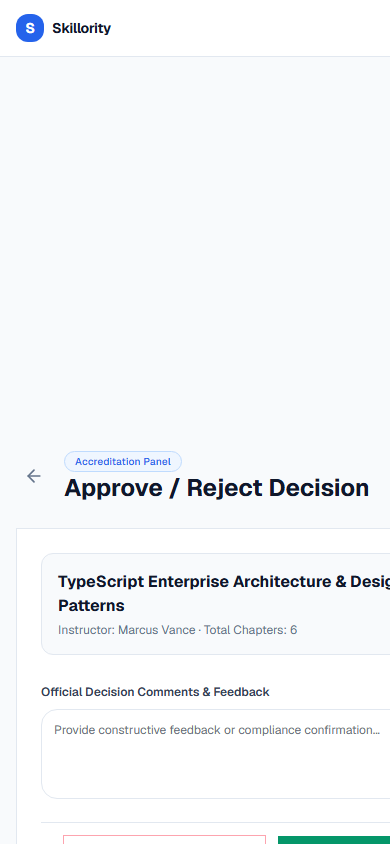 S Skillority
Accreditation Panel
Approve / Reject Decision
TypeScript Enterprise Architecture & Desig
Patterns
Instructor: Marcus Vance · Total Chapters: 6
Official Decision Comments & Feedback
Provide constructive feedback or compliance confirmation...